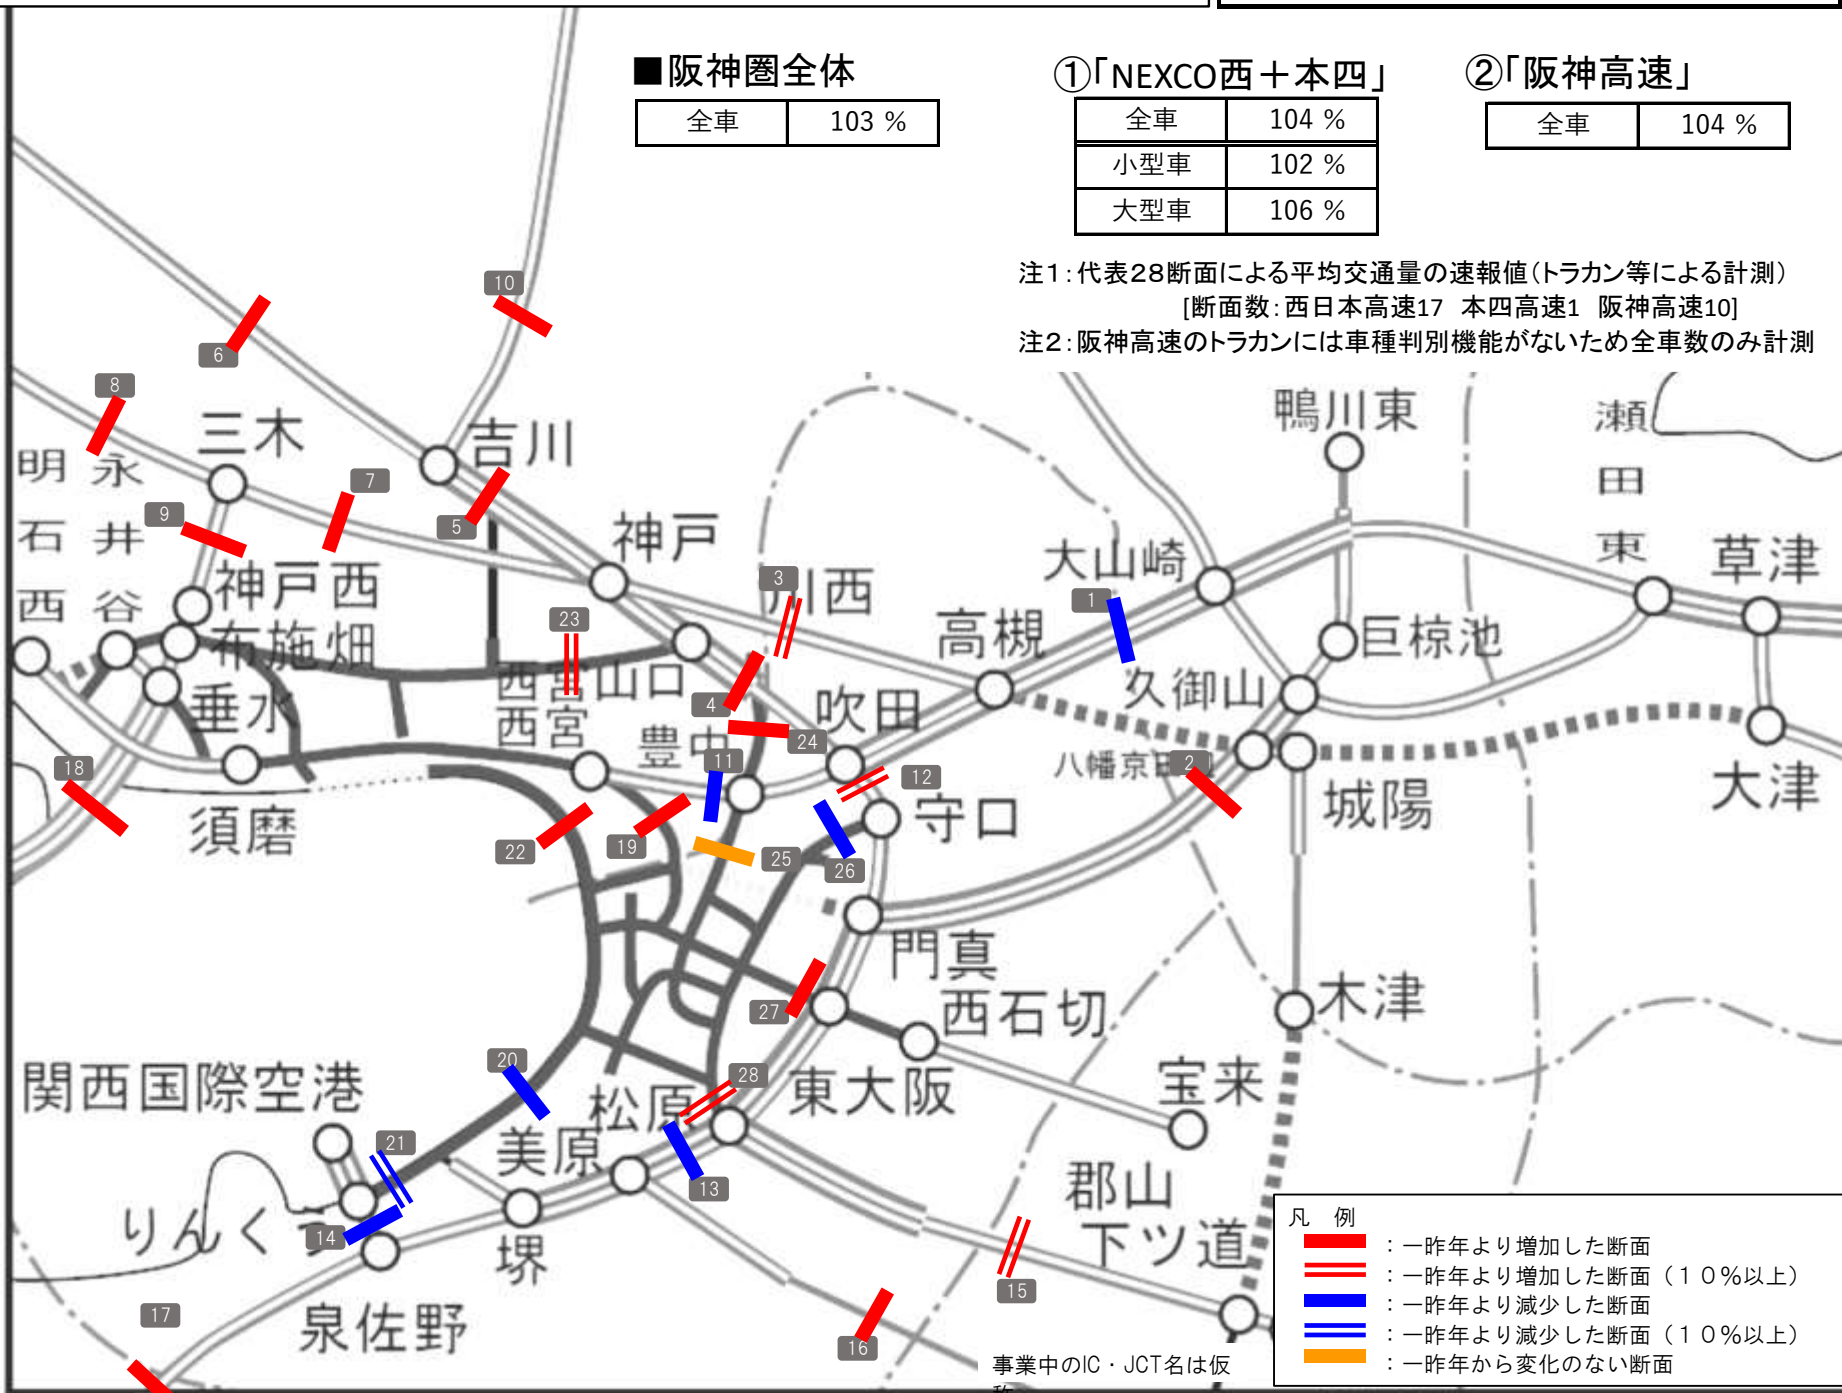 ■阪神圏全体
全車 103 %
①｢NEXCO西＋本四｣
全車 104 %
小型車 102 %
大型車 106 %
②｢阪神高速｣
全車 104 %
注1：代表28断面による平均交通量の速報値（トラカン等による計測）
[断面数：西日本高速17 本四高速1 阪神高速10]
注2：阪神高速のトラカンには車種判別機能がないため全車数のみ計測
10
6
8
三木
吉川
鴨川東
瀬田東
明石西
永井谷
7
9
5
神戸
大山崎
草津
神戸西
3
川西
1
高槻
布施畑
23
巨椋池
西宮山口
久御山
垂水
4
吹田
西宮
豊中
24
11
八幡京田
2
18
12
大津
須磨
守口
城陽
22
19
25
26
門真
27
西石切
木津
関西国際空港
20
松原
28
東大阪
宝来
21
美原
13
郡山
下ツ道
りんくう
14
堺
15
17
泉佐野
16
事業中のIC・JCT名は仮
称
凡 例
：一昨年より増加した断面
：一昨年より増加した断面（１０％以上）
：一昨年より減少した断面
：一昨年より減少した断面（１０％以上）
：一昨年から変化のない断面